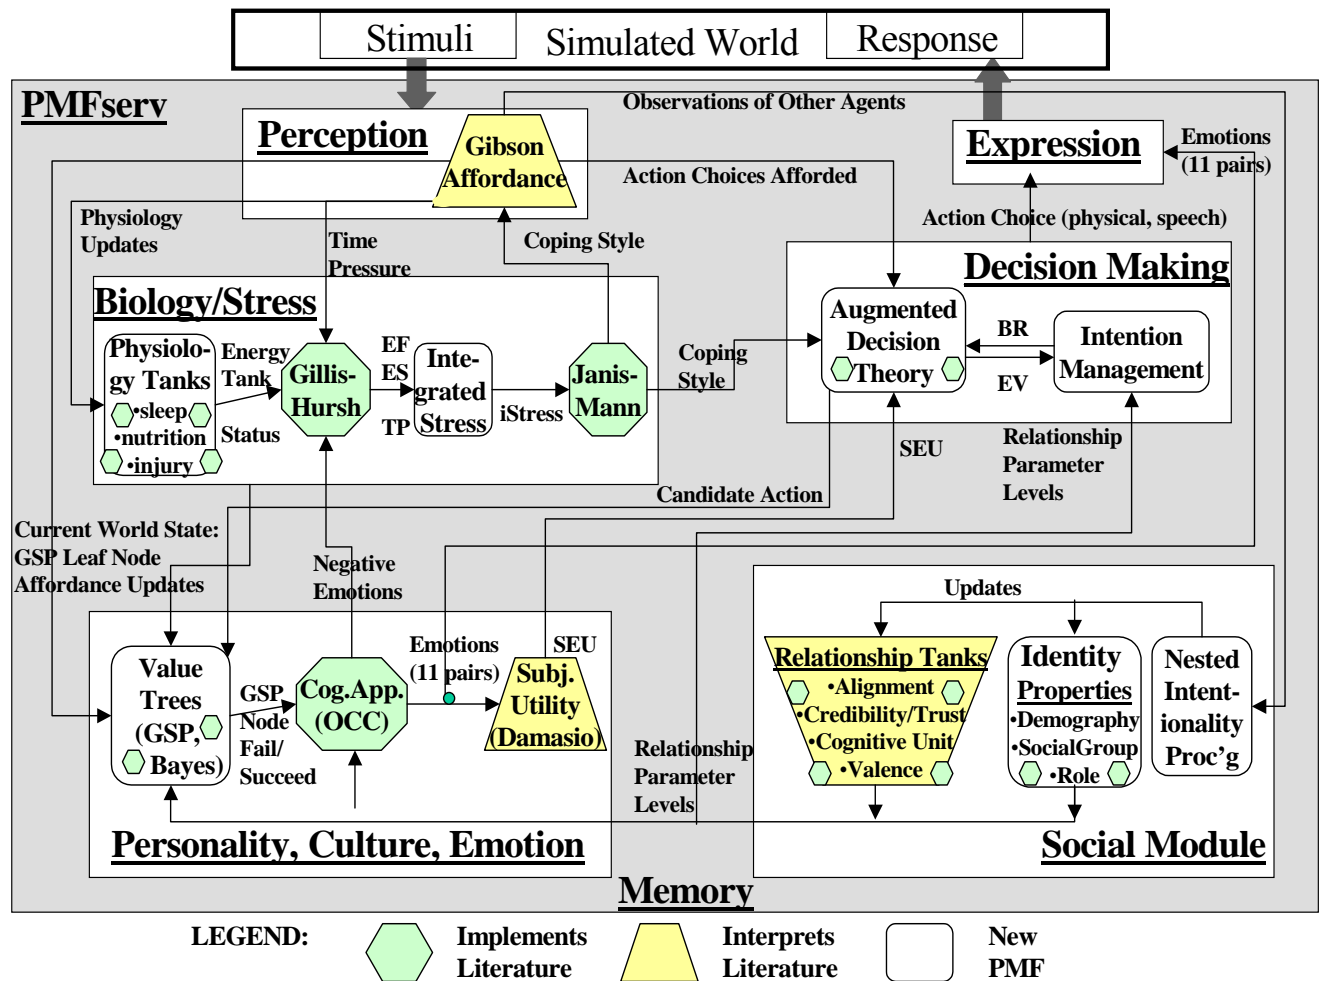 Stimuli
Simulated World
Response
PMFserv
Observations of Other Agents
Perception
Gibson
Affordance
Expression
Emotions
(11 pairs)
Action Choices Afforded
Physiology
Updates
Time
Pressure
Coping Style
Action Choice (physical, speech)
Biology/Stress
Decision Making
Physiolo-
gy Tanks
•sleep
•nutrition
•injury
Energy
Tank
Status
Gillis-
Hursh
EF
ES
TP
Inte-
grated
Stress
iStress
Janis-
Mann
Coping
Style
Augmented
Decision
Theory
BR
EV
Intention
Management
SEU
Relationship
Parameter
Levels
Candidate Action
Current World State:
GSP Leaf Node
Affordance Updates
Negative
Emotions
Value
Trees
(GSP,
Bayes)
GSP
Node
Fail/
Succeed
Cog.App.
(OCC)
Emotions
(11 pairs)
SEU
Subj.
Utility
(Damasio)
Relationship
Parameter
Levels
Personality, Culture, Emotion
Updates
Relationship Tanks
•Alignment
•Credibility/Trust
•Cognitive Unit
•Valence
Identity
Properties
•Demography
•SocialGroup
•Role
Nested
Intent-
ionality
Proc’g
Social Module
Memory
LEGEND:
Implements
Literature
Interprets
Literature
New
PMF